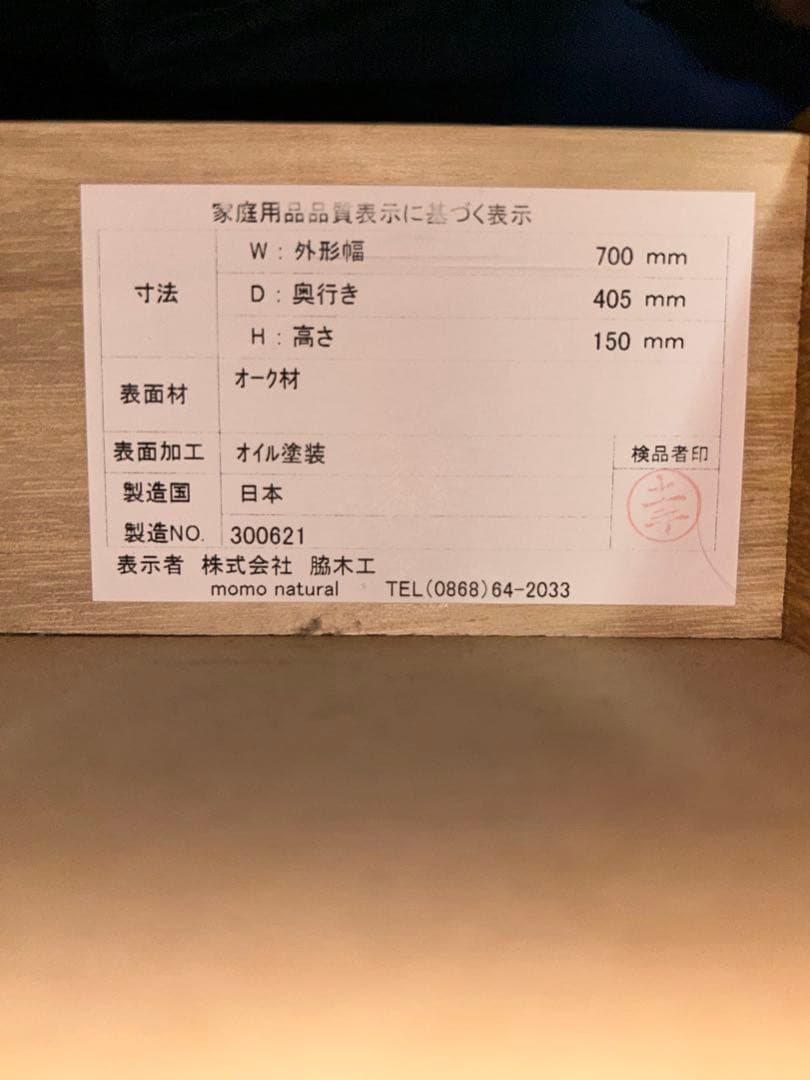 家庭用品品質表示に基づく表示
寸法
W : 外形幅 700 mm
D : 奥行き 405 mm
H : 高さ 150 mm
表面材 オーク材
表面加工 オイル塗装
検品者印
製造国 日本
製造NO. 300621
表示者 株式会社 脇木工
momo natural TEL(0868)64-2033